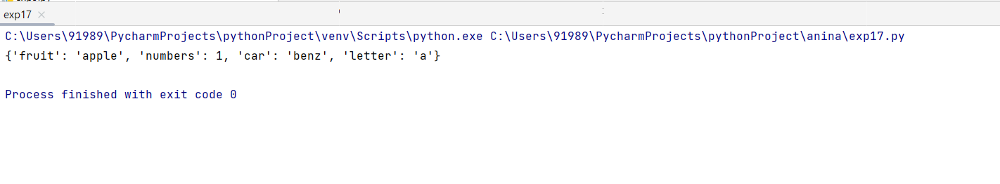 exp17
C:\Users\91989\PycharmProjects\pythonProject\venv\Scripts\python.exe C:\Users\91989\PycharmProjects\pythonProject\anina\exp17.py
{'fruit': 'apple', 'numbers': 1, 'car': 'benz', 'letter': 'a'}
Process finished with exit code 0